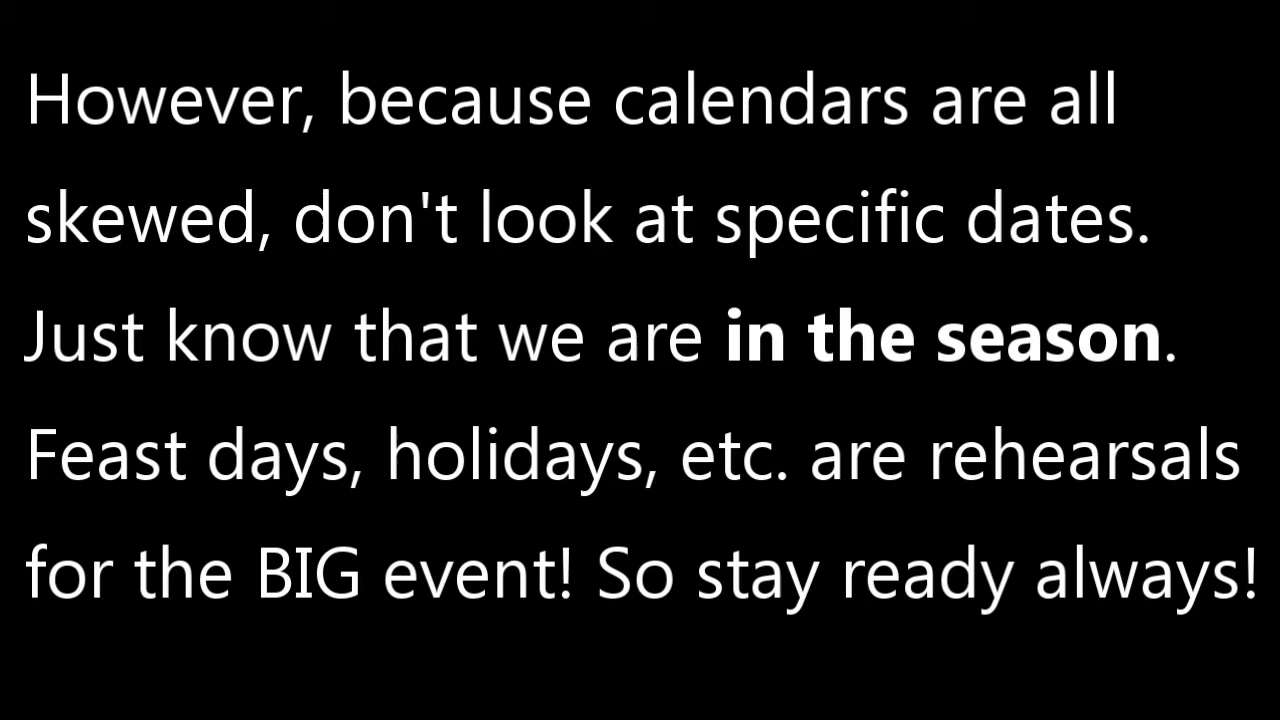 However, because calendars are all
skewed, don't look at specific dates.
Just know that we are in the season.
Feast days, holidays, etc. are rehearsals
for the BIG event! So stay ready always!